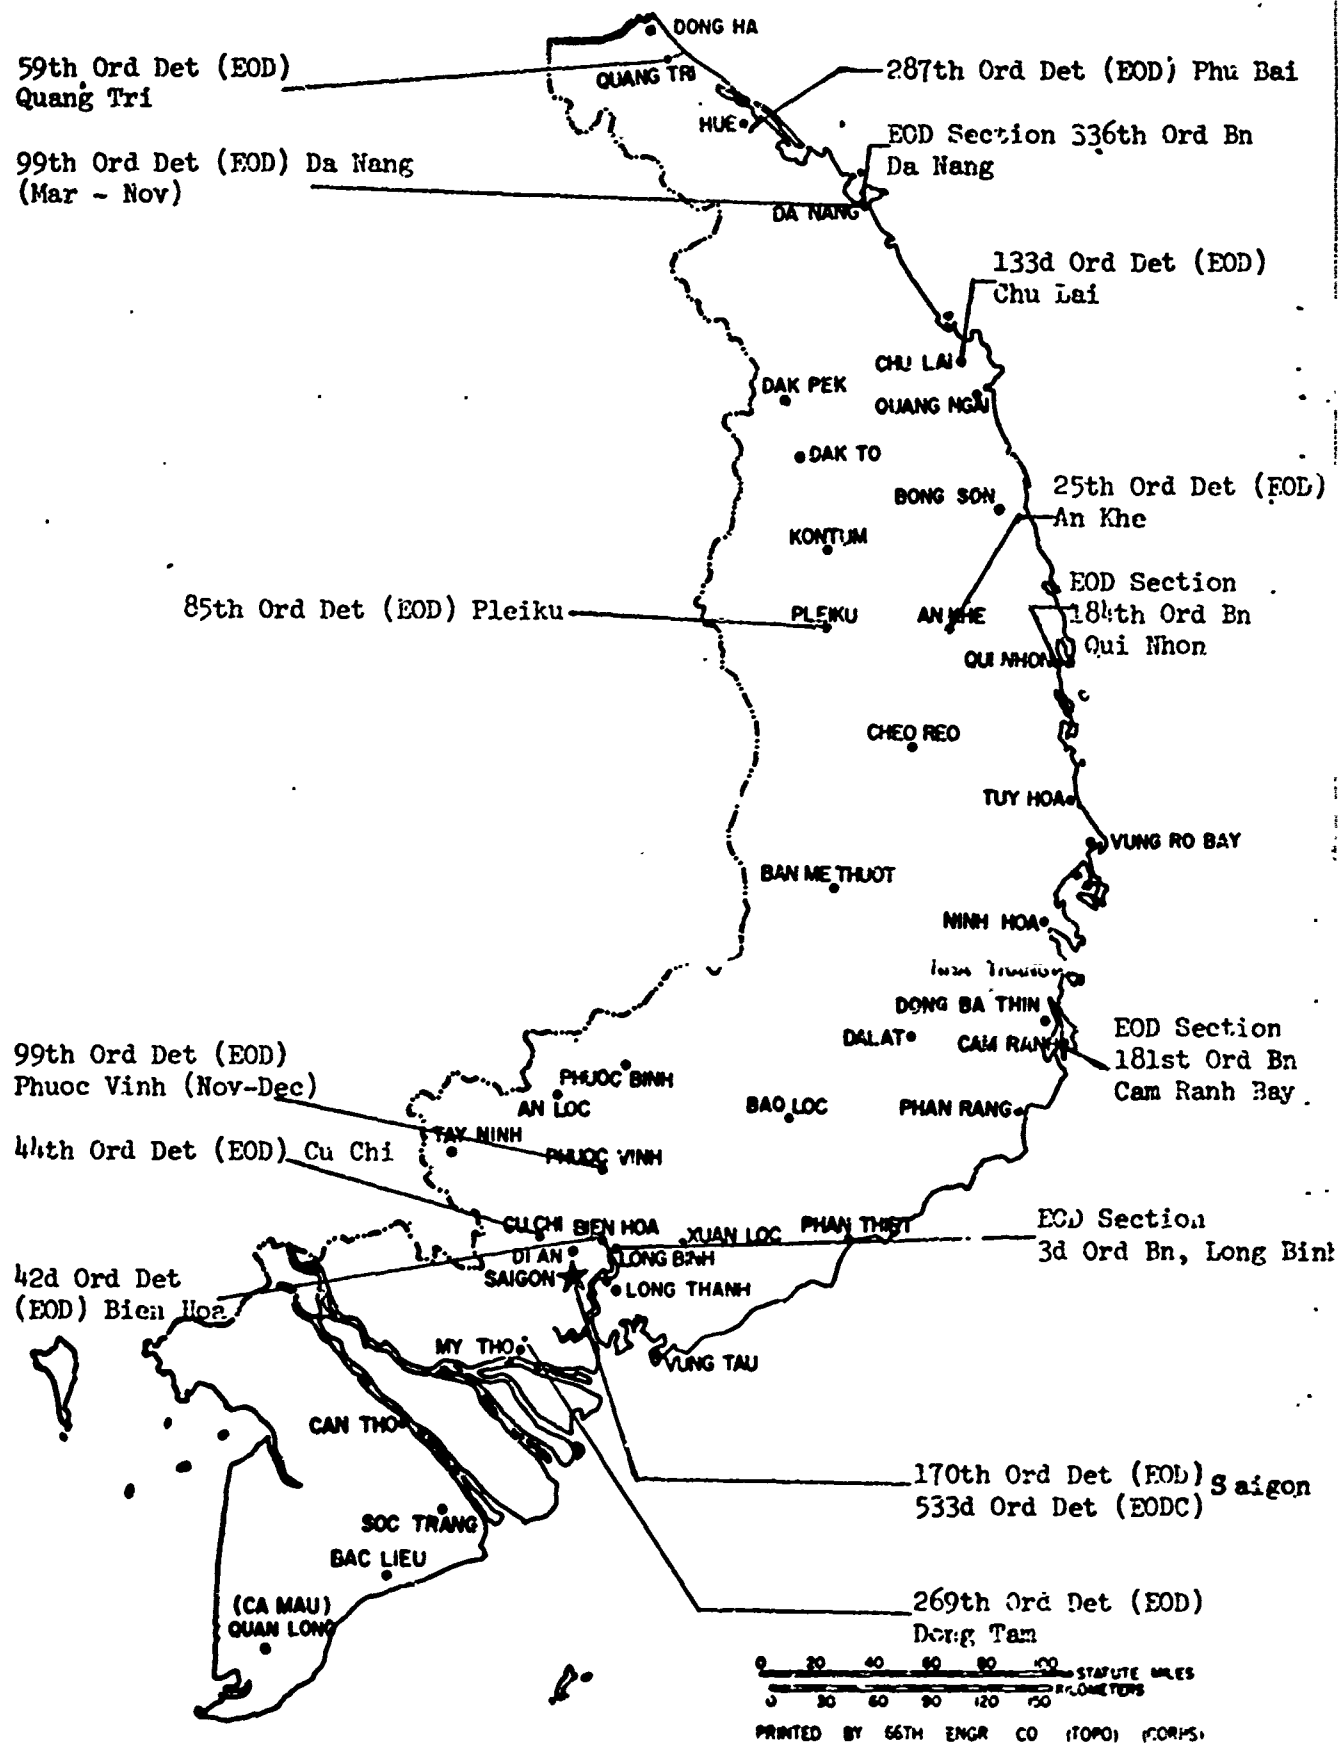 DONG HA
59th Ord Det (EOD)
Quang Tri
QUANG TRI
287th Ord Det (EOD) Phu Bai
HUE
EOD Section 336th Ord Bn
Da Nang
99th Ord Det (EOD) Da Nang
(Mar - Nov)
DA NANG
133d Ord Det (EOD)
Chu Lai
CHU LAI
DAK PEK
QUANG NGAI
DAK TO
BONG SON
25th Ord Det (EOD)
An Khe
KONTUM
EOD Section
184th Ord Bn
Qui Nhon
85th Ord Det (EOD) Pleiku
PLEIKU
AN KHE
QUI NHON
CHEO REO
TUY HOA
VUNG RO BAY
BAN ME THUOT
NINH HOA
NHA TRANG
DONG BA THIN
DALAT
CAM RANH
EOD Section
181st Ord Bn
Cam Ranh Bay
99th Ord Det (EOD)
Phuoc Vinh (Nov-Dec)
PHUOC BINH
AN LOC
BAO LOC
PHAN RANG
TAY NINH
44th Ord Det (EOD) Cu Chi
PHUOC VINH
CU CHI
BIEN HOA
XUAN LOC
PHAN THIET
EOD Section
3d Ord Bn, Long Binh
DI AN
LONG BINH
SAIGON
LONG THANH
42d Ord Det
(EOD) Bien Hoa
MY THO
VUNG TAU
CAN THO
170th Ord Det (EOD) Saigon
533d Ord Det (EODC)
SOC TRANG
BAC LIEU
(CA MAU)
QUAN LONG
269th Ord Det (EOD)
Dong Tam
0 20 40 60 80 100 STATUTE MILES
0 30 60 90 120 150 KILOMETERS
PRINTED BY 66TH ENGR CO (TOPO) (CORPS)